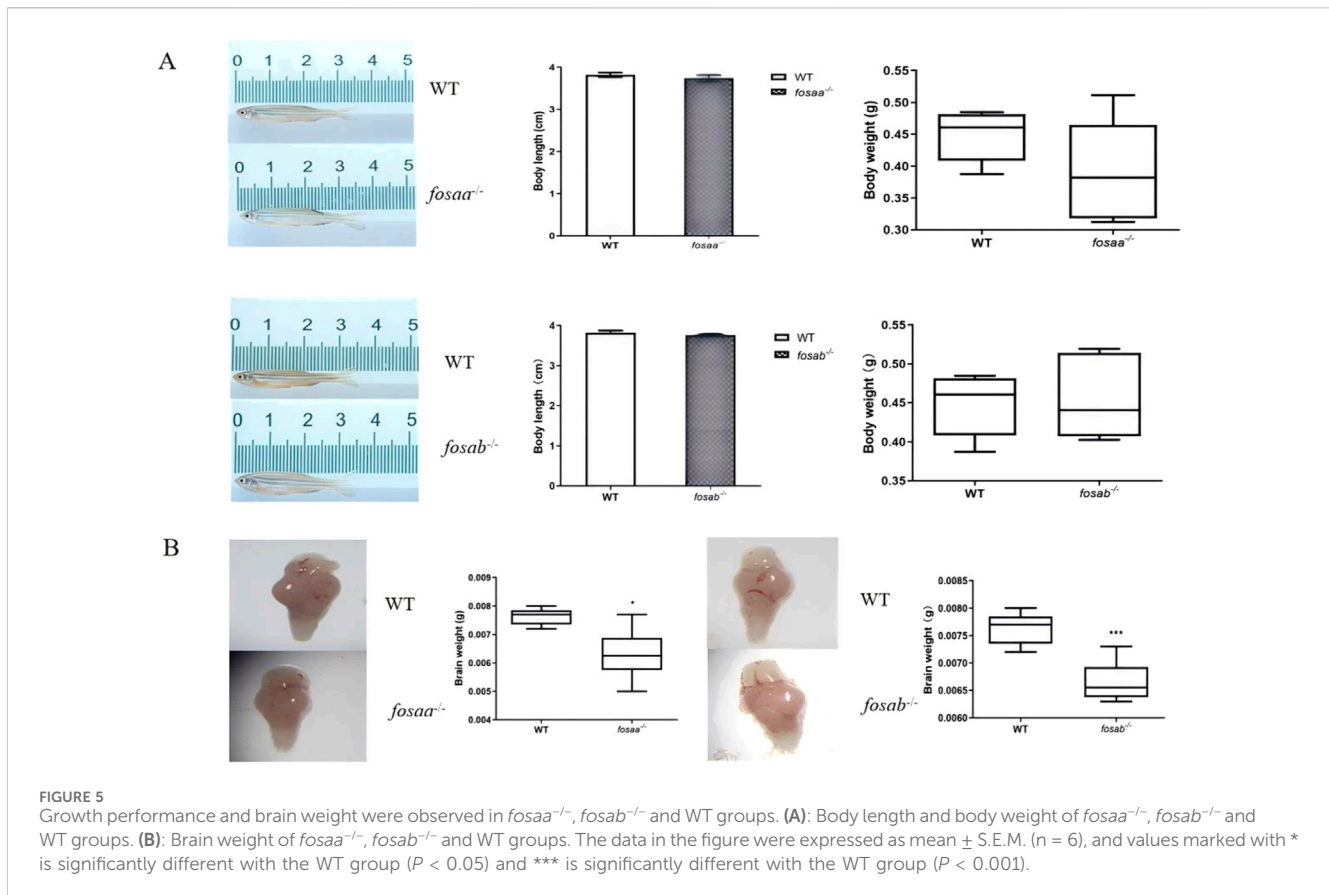 A
0 1 2 3 4 5
WT
0 1 2 3 4 5
fosaa-/-
4
3
2
1
0
Body length (cm)
WT
fosaa-/-
WT
fosaa-/-
0.55
0.50
0.45
0.40
0.35
0.30
Body weight (g)
WT
fosaa-/-
0 1 2 3 4 5
WT
0 1 2 3 4 5
fosab-/-
4
3
2
1
0
Body length (cm)
WT
fosab-/-
WT
fosab-/-
0.55
0.50
0.45
0.40
0.35
Body weight (g)
WT
fosab-/-
B
WT
fosaa-/-
0.009
0.008
0.007
0.006
0.005
0.004
Brain weight (g)
*
WT
fosaa-/-
WT
fosab-/-
0.0085
0.0080
0.0075
0.0070
0.0065
0.0060
Brain weight (g)
***
WT
fosab-/-
FIGURE 5
Growth performance and brain weight were observed in fosaa−/−, fosab−/− and WT groups. (A): Body length and body weight of fosaa−/−, fosab−/− and
WT groups. (B): Brain weight of fosaa−/−, fosab−/− and WT groups. The data in the figure were expressed as mean ± S.E.M. (n = 6), and values marked with *
is significantly different with the WT group (P < 0.05) and *** is significantly different with the WT group (P < 0.001).